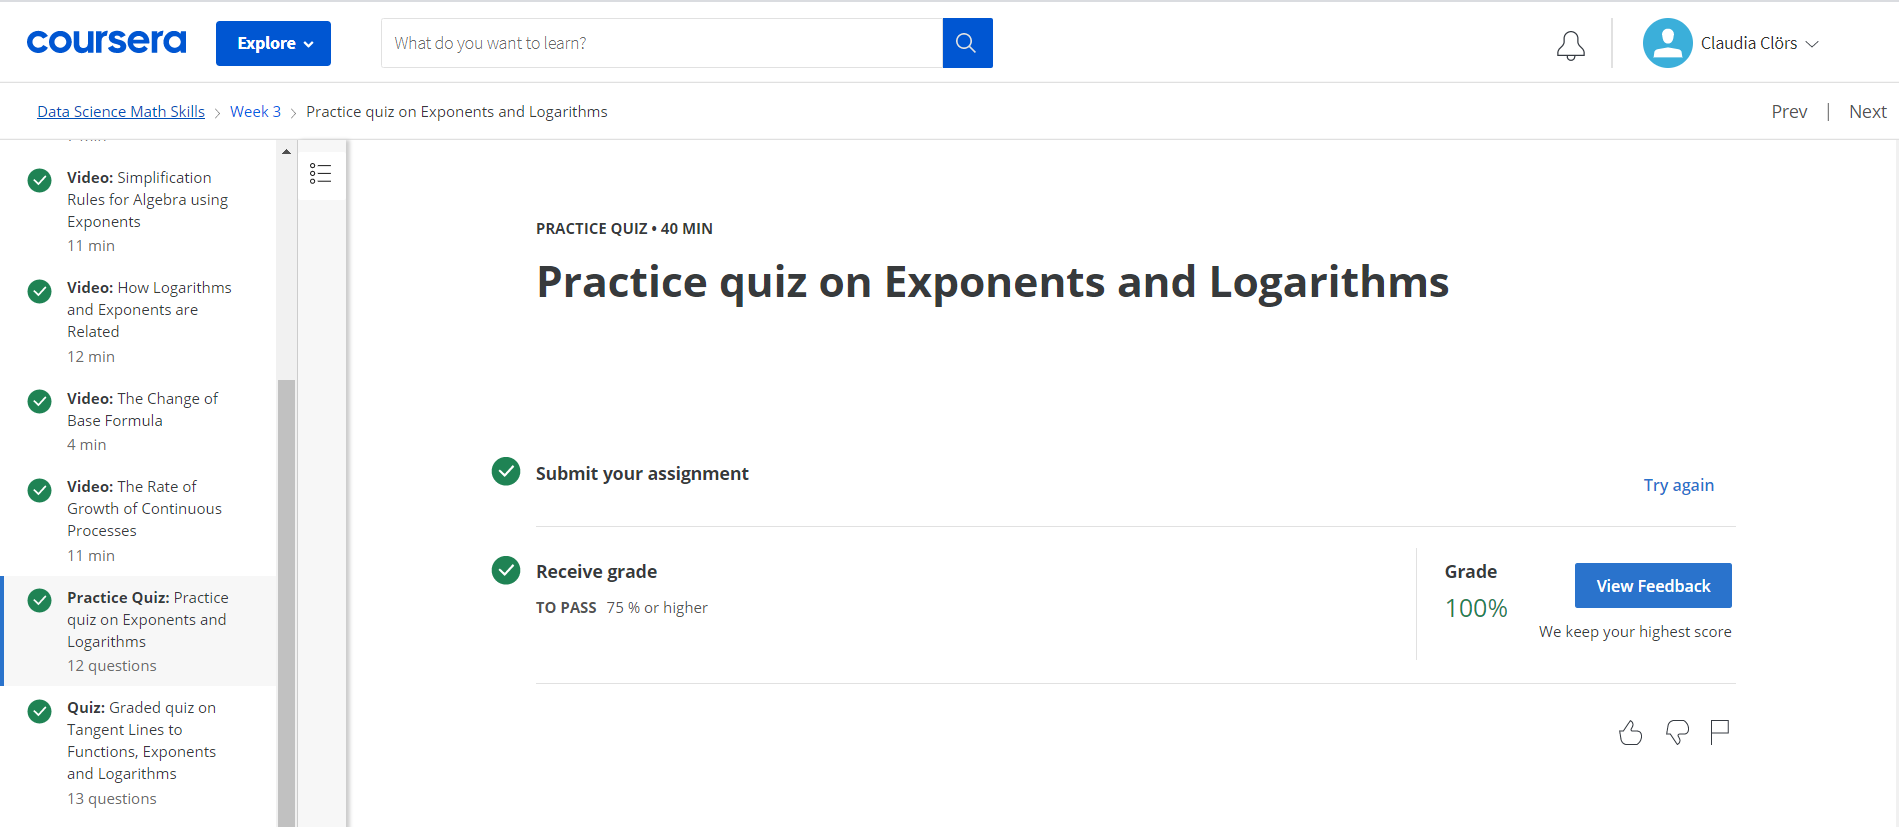 coursera
Explore
What do you want to learn?
Claudia Clörs
Data Science Math Skills
Week 3
Practice quiz on Exponents and Logarithms
Prev | Next
Video: Simplification
Rules for Algebra using
Exponents
11 min
Video: How Logarithms
and Exponents are
Related
12 min
Video: The Change of
Base Formula
4 min
Video: The Rate of
Growth of Continuous
Processes
11 min
Practice Quiz: Practice
quiz on Exponents and
Logarithms
12 questions
Quiz: Graded quiz on
Tangent Lines to
Functions, Exponents
and Logarithms
13 questions
PRACTICE QUIZ • 40 MIN
Practice quiz on Exponents and Logarithms
Submit your assignment
Try again
Receive grade
TO PASS 75 % or higher
Grade
100%
View Feedback
We keep your highest score